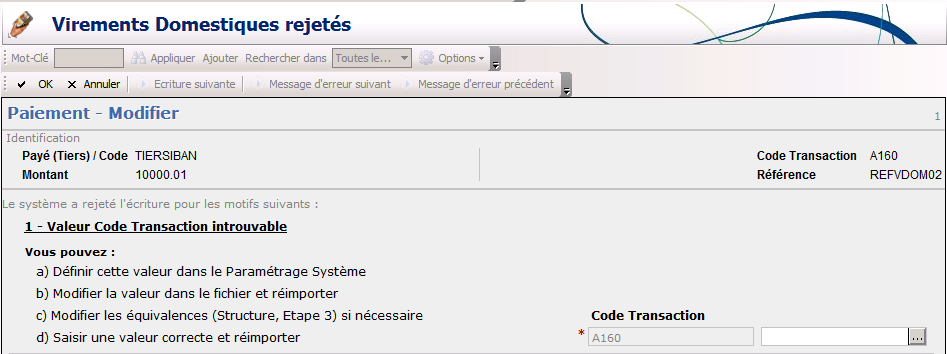 Virements Domestiques rejetés
Mot-Clé Appliquer Ajouter Rechercher dans Toutes le... Options
OK Annuler Ecriture suivante Message d'erreur suivant Message d'erreur précédent
Paiement - Modifier 1
Identification
Payé (Tiers) / Code TIERSIBAN Code Transaction A160
Montant 10000.01 Référence REFVDOM02
Le système a rejeté l'écriture pour les motifs suivants :
1 - Valeur Code Transaction introuvable
Vous pouvez :
a) Définir cette valeur dans le Paramétrage Système
b) Modifier la valeur dans le fichier et réimporter
c) Modifier les équivalences (Structure, Etape 3) si nécessaire Code Transaction
d) Saisir une valeur correcte et réimporter * A160 ...